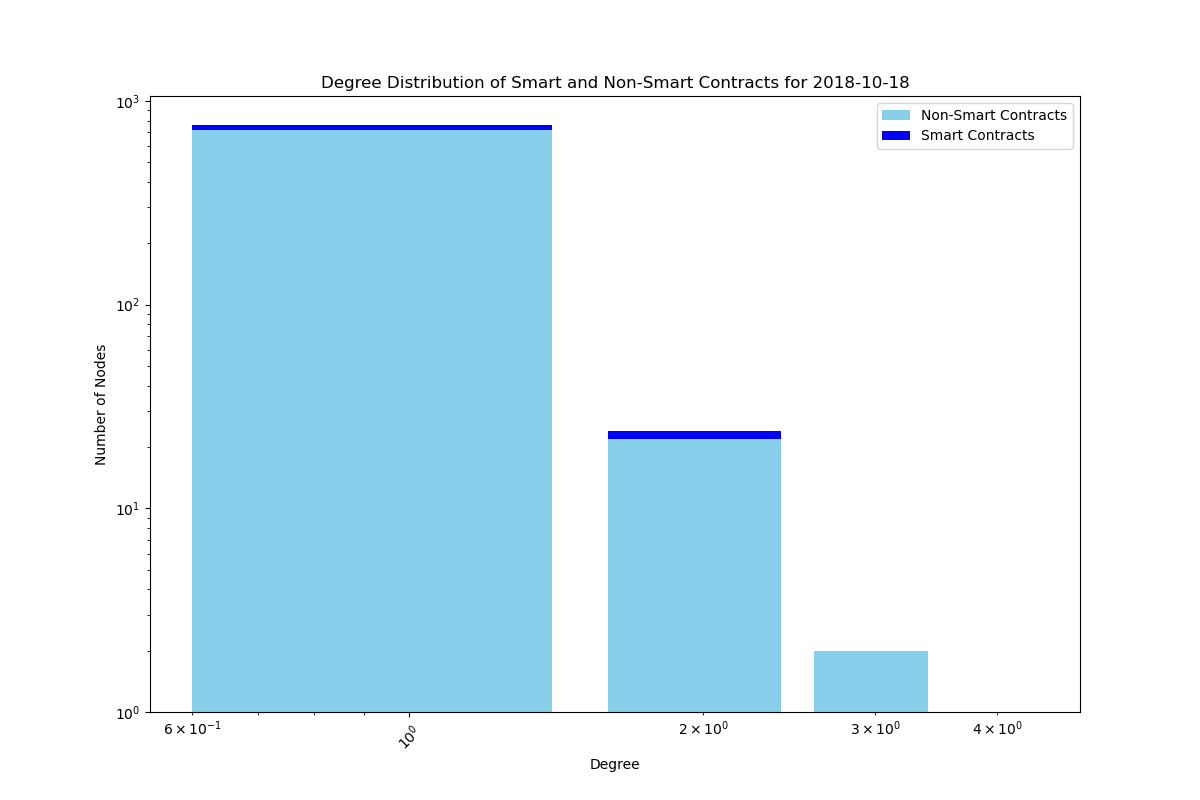 Degree Distribution of Smart and Non-Smart Contracts for 2018-10-18
Non-Smart Contracts
Smart Contracts
10³
10²
10¹
10⁰
Number of Nodes
6 × 10⁻¹
10⁰
2 × 10⁰
3 × 10⁰
4 × 10⁰
Degree